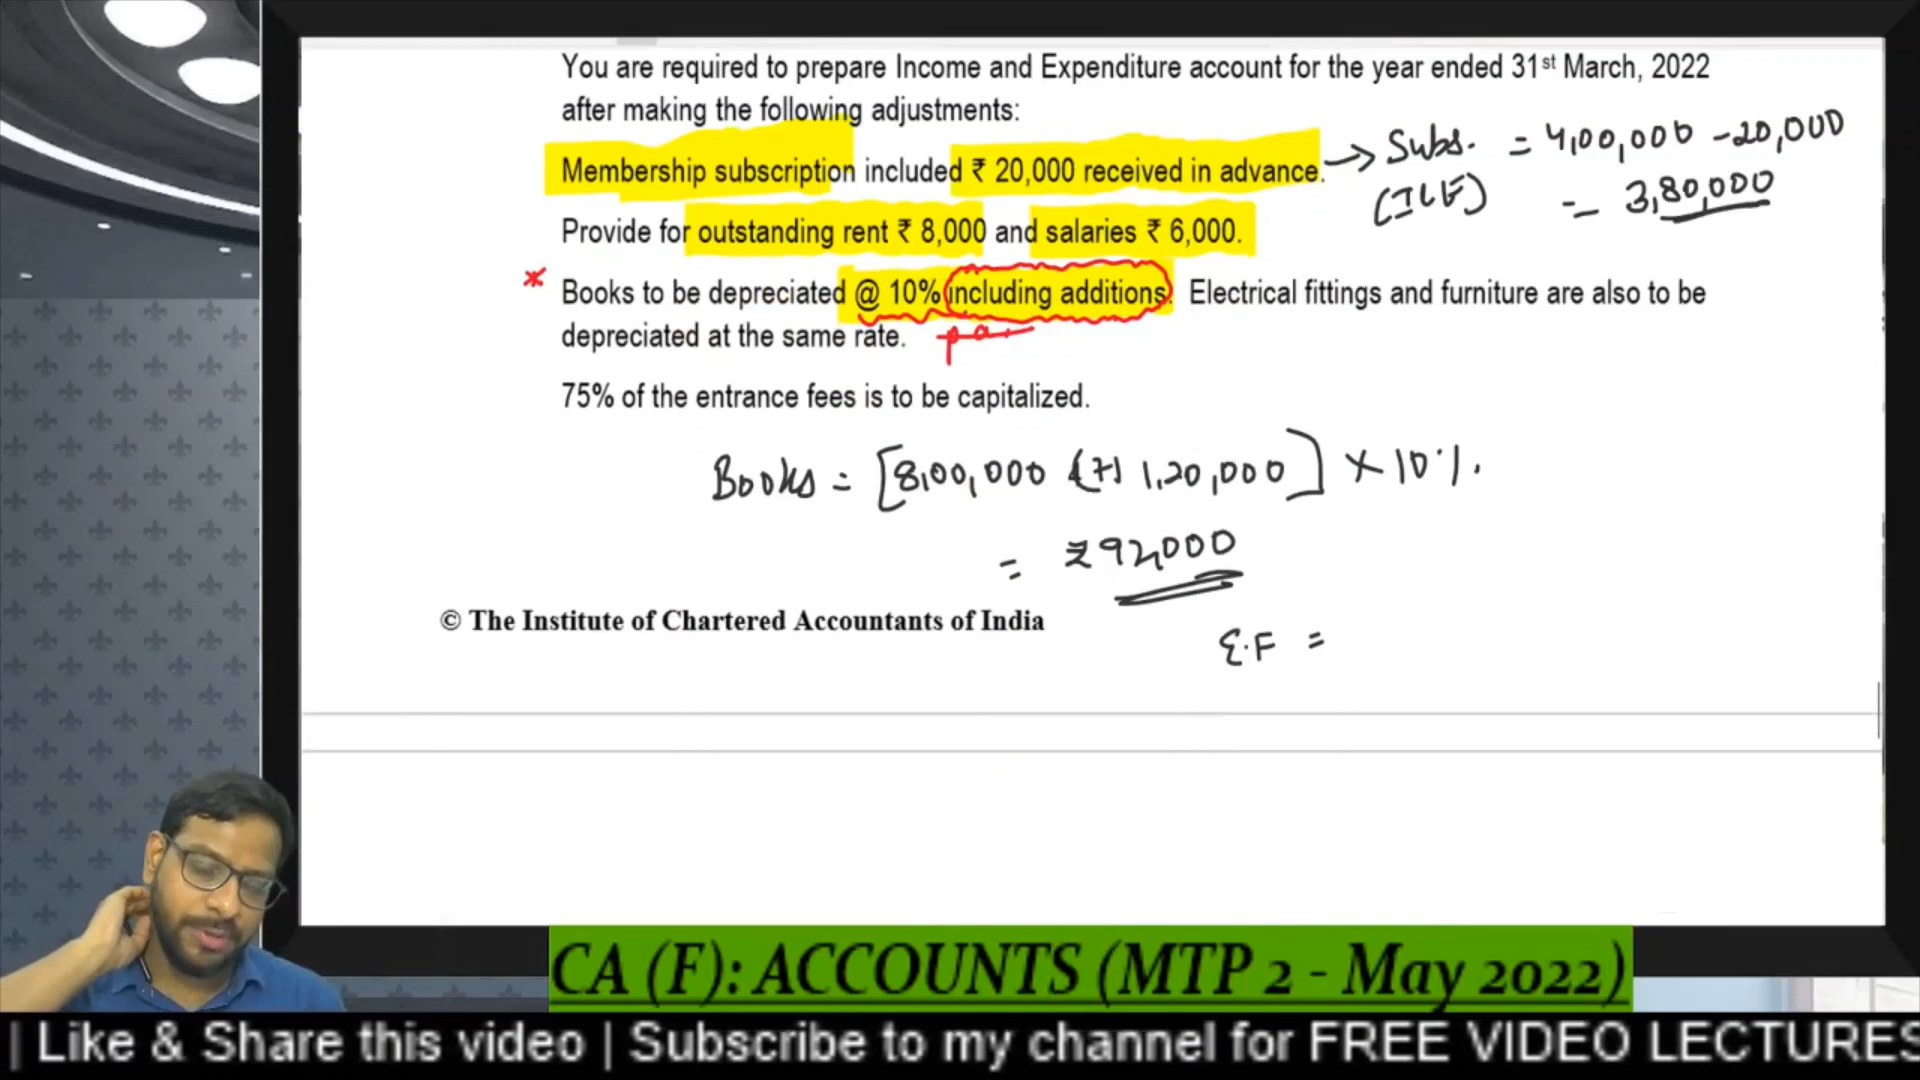 You are required to prepare Income and Expenditure account for the year ended 31st March, 2022
after making the following adjustments:
Membership subscription included ₹ 20,000 received in advance. → Subs. = 4,00,000 - 20,000
(I&E) = 3,80,000
Provide for outstanding rent ₹ 8,000 and salaries ₹ 6,000.
* Books to be depreciated @ 10% including additions. Electrical fittings and furniture are also to be
depreciated at the same rate. p.a.
75% of the entrance fees is to be capitalized.
Books = [8,00,000 (+) 1,20,000] × 10%.
= ₹92,000
© The Institute of Chartered Accountants of India
E.F =
CA (F): ACCOUNTS (MTP 2 - May 2022)
| Like & Share this video | Subscribe to my channel for FREE VIDEO LECTURES